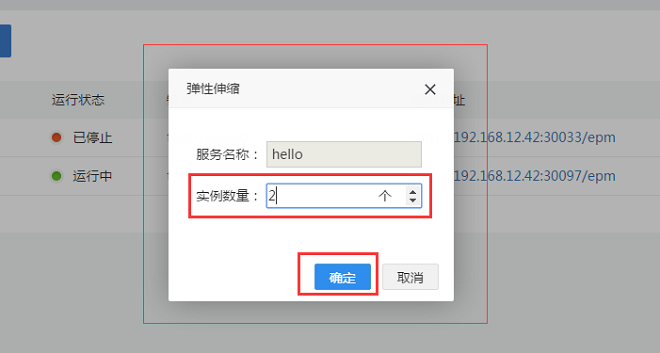 弹性伸缩
运行状态
址
服务名称： hello
已停止
192.168.12.42:30033/epm
运行中
192.168.12.42:30097/epm
实例数量： 2 个
确定
取消